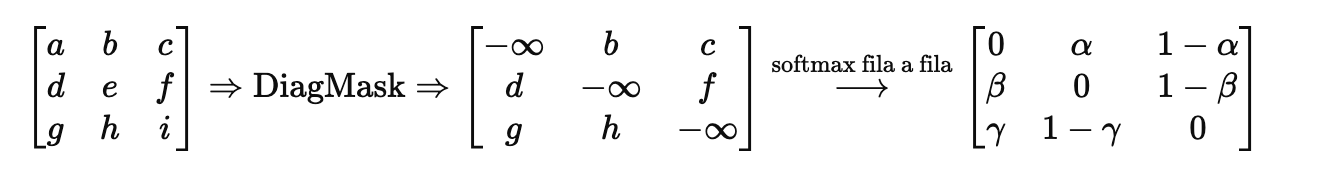 a b c −∞ b c 0 α 1 − α
d e f ⇒ DiagMask ⇒ d −∞ f softmax fila a fila ⟶ β 0 1 − β
g h i g h −∞ γ 1 − γ 0